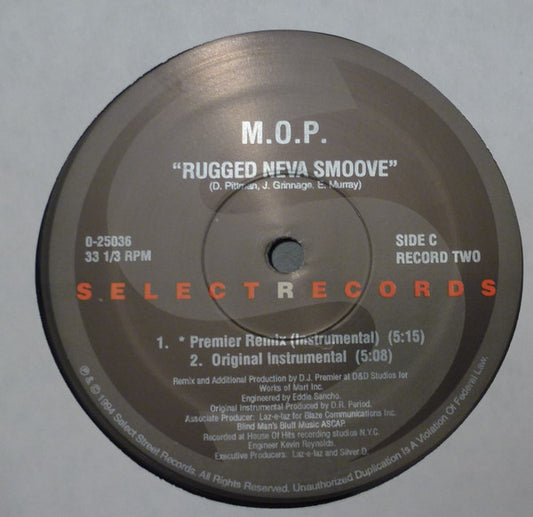 M.O.P.
"RUGGED NEVA SMOOVE"
(D. Pittman, J. Grinnage, E. Murray)
0-25036
33 1/3 RPM
SIDE C
RECORD TWO
SELECTRECORDS
1. * Premier Remix (Instrumental) (5:15)
2. Original Instrumental (5:08)
Remix and Additional Production by D.J. Premier at D&D Studios for
Works of Mart Inc.
Engineered by Eddie Sancho.
Original Instrumental Produced by D.R. Period.
Associate Producer: Laz-e-laz for Blaze Communications Inc.
Blind Man's Bluff Music ASCAP.
Recorded at House Of Hits recording studios N.Y.C.
Engineer Kevin Reynolds.
Executive Producers: Laz-e-laz and Silver D.
℗ & © 1994 Select Street Records. All Rights Reserved. Unauthorized Duplication Is A Violation Of Federal Law.